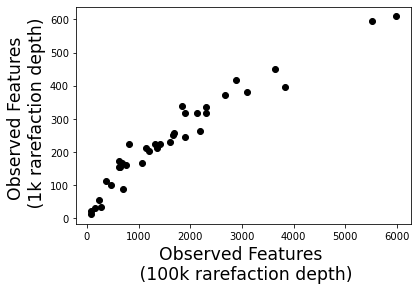 600
500
400
300
200
100
0
Observed Features
(1k rarefaction depth)
0 1000 2000 3000 4000 5000 6000
Observed Features
(100k rarefaction depth)